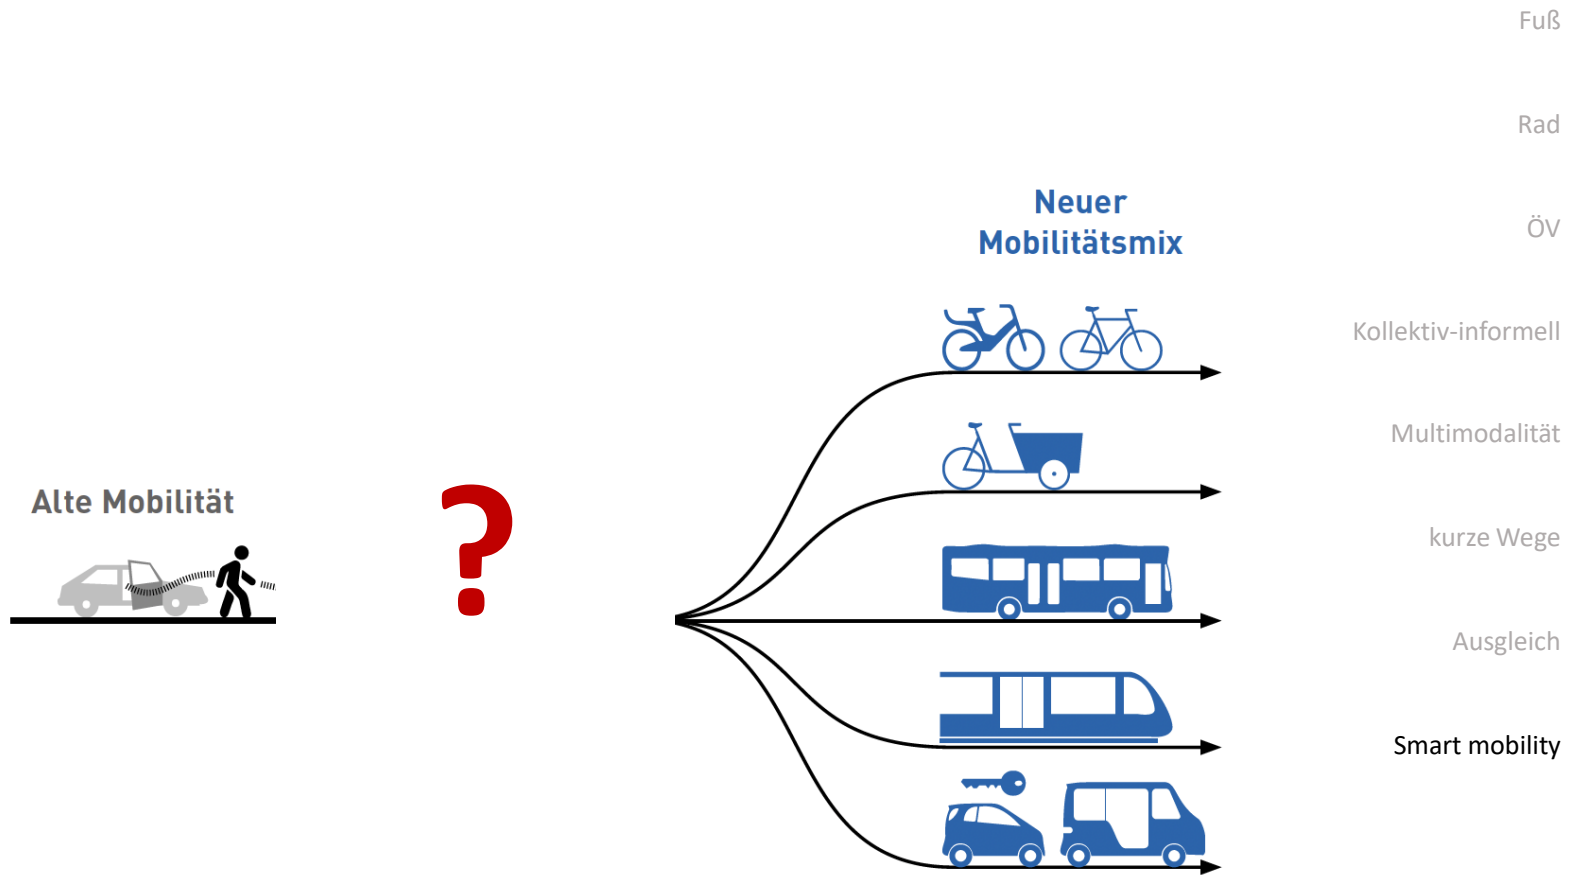 Alte Mobilität
?
Neuer
Mobilitätsmix
Fuß
Rad
ÖV
Kollektiv-informell
Multimodalität
kurze Wege
Ausgleich
Smart mobility